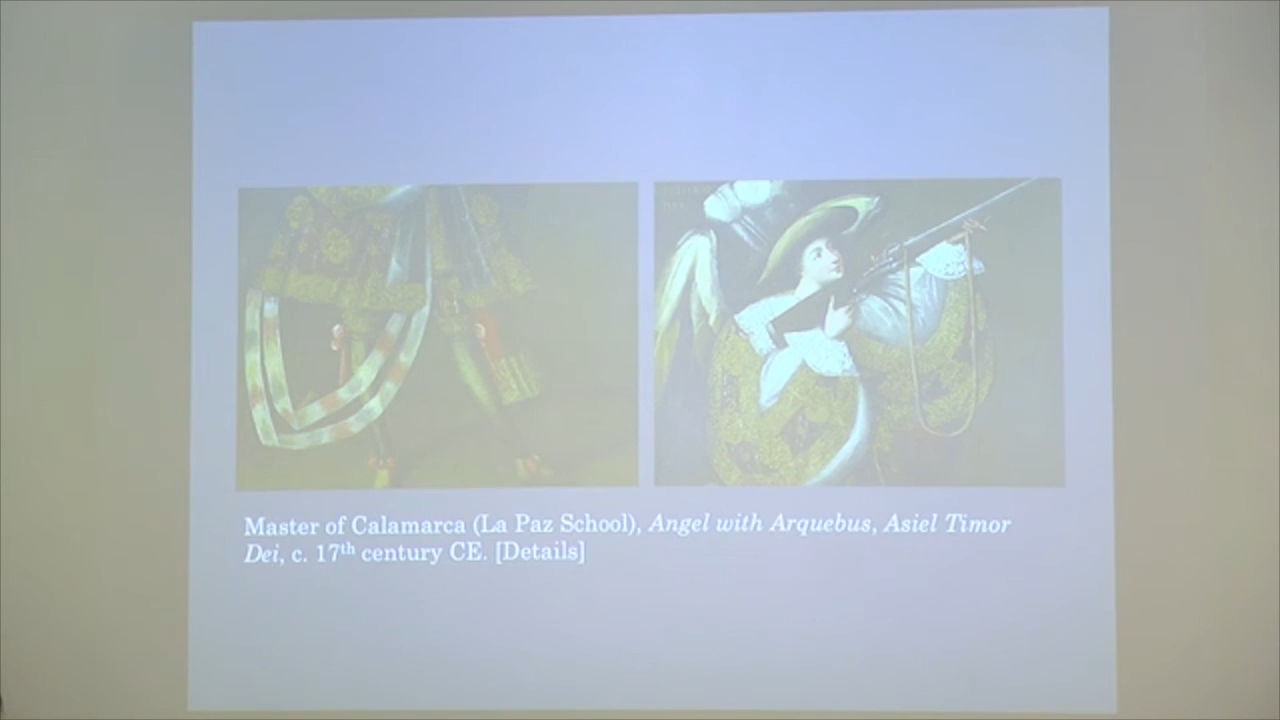 Master of Calamarca (La Paz School), Angel with Arquebus, Asiel Timor
Dei, c. 17th century CE. [Details]